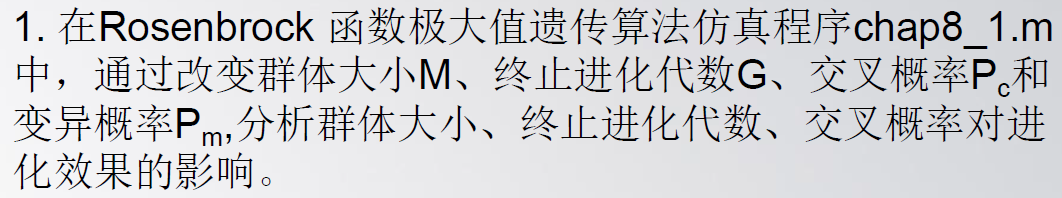 1. 在Rosenbrock 函数极大值遗传算法仿真程序chap8_1.m
中，通过改变群体大小M、终止进化代数G、交叉概率Pc和
变异概率Pm,分析群体大小、终止进化代数、交叉概率对进
化效果的影响。